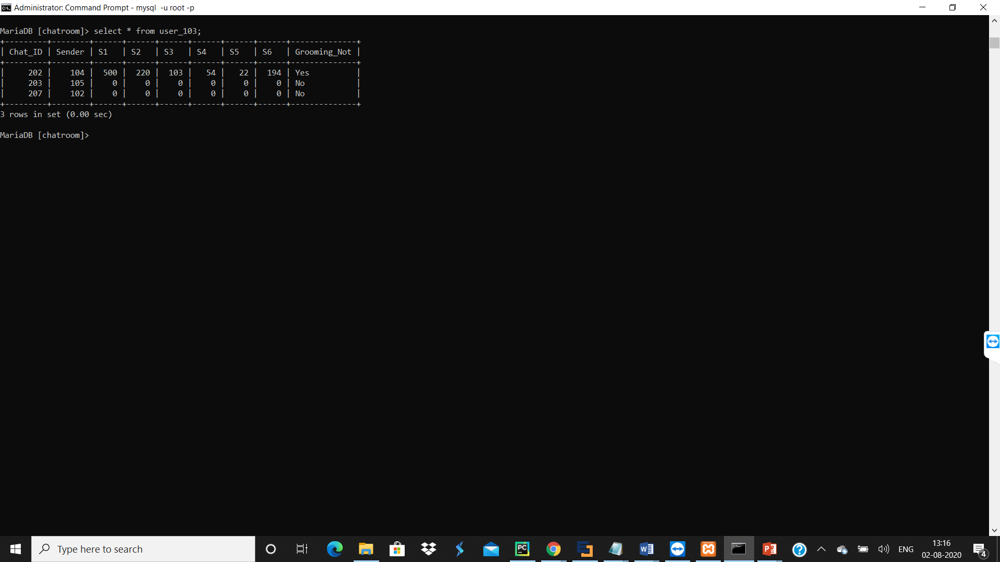 Administrator: Command Prompt - mysql  -u root -p
MariaDB [chatroom]> select * from user_103;
+---------+--------+------+------+------+------+------+------+--------------+
| Chat_ID | Sender | S1   | S2   | S3   | S4   | S5   | S6   | Grooming_Not |
+---------+--------+------+------+------+------+------+------+--------------+
|     202 |    104 |  500 |  220 |  103 |   54 |   22 |  194 | Yes          |
|     203 |    105 |    0 |    0 |    0 |    0 |    0 |    0 | No           |
|     207 |    102 |    0 |    0 |    0 |    0 |    0 |    0 | No           |
+---------+--------+------+------+------+------+------+------+--------------+
3 rows in set (0.00 sec)
MariaDB [chatroom]>
Type here to search
PC
W
P
ENG
13:16
02-08-2020
4